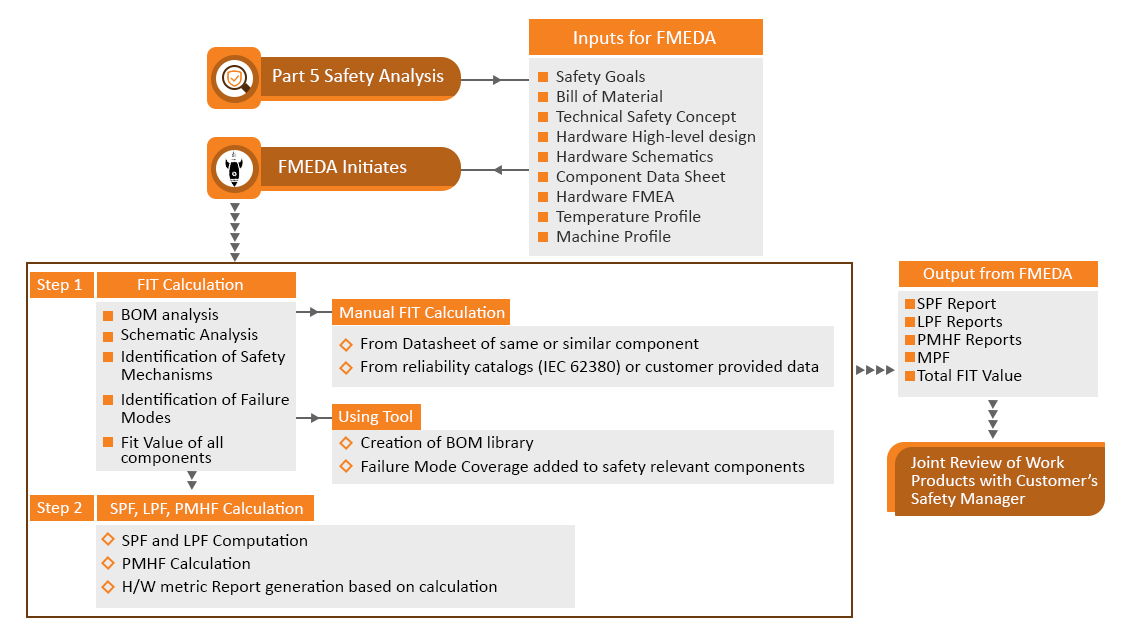 Part 5 Safety Analysis
Inputs for FMEDA
Safety Goals
Bill of Material
Technical Safety Concept
Hardware High-level design
Hardware Schematics
Component Data Sheet
Hardware FMEA
Temperature Profile
Machine Profile
FMEDA Initiates
Step 1
FIT Calculation
BOM analysis
Schematic Analysis
Identification of Safety
Mechanisms
Identification of Failure
Modes
Fit Value of all
components
Manual FIT Calculation
From Datasheet of same or similar component
From reliability catalogs (IEC 62380) or customer provided data
Using Tool
Creation of BOM library
Failure Mode Coverage added to safety relevant components
Step 2
SPF, LPF, PMHF Calculation
SPF and LPF Computation
PMHF Calculation
H/W metric Report generation based on calculation
Output from FMEDA
SPF Report
LPF Reports
PMHF Reports
MPF
Total FIT Value
Joint Review of Work
Products with Customer's
Safety Manager